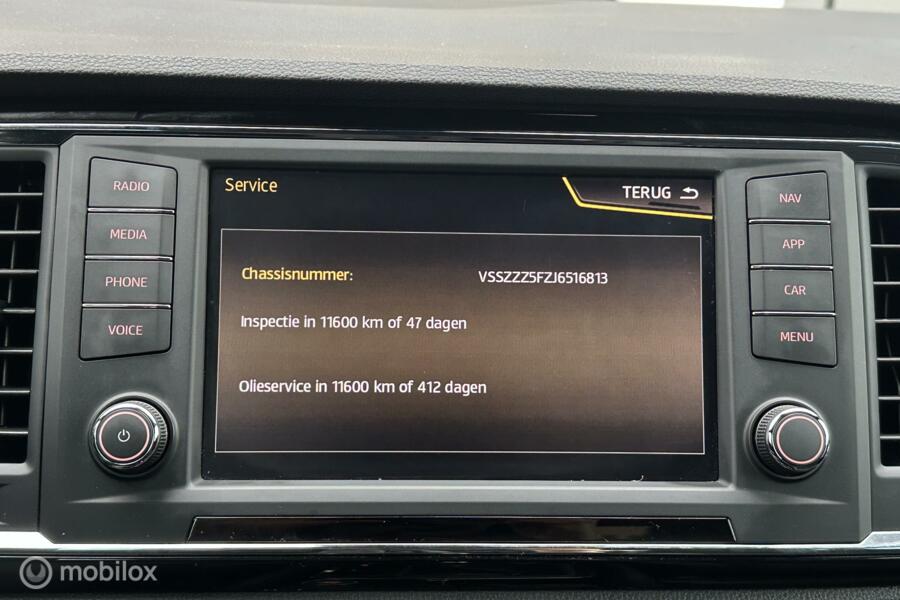 Service
TERUG
RADIO
MEDIA
PHONE
VOICE
NAV
APP
CAR
MENU
Chassisnummer: VSSZZZ5FZJ6516813
Inspectie in 11600 km of 47 dagen
Olieservice in 11600 km of 412 dagen
mobilox